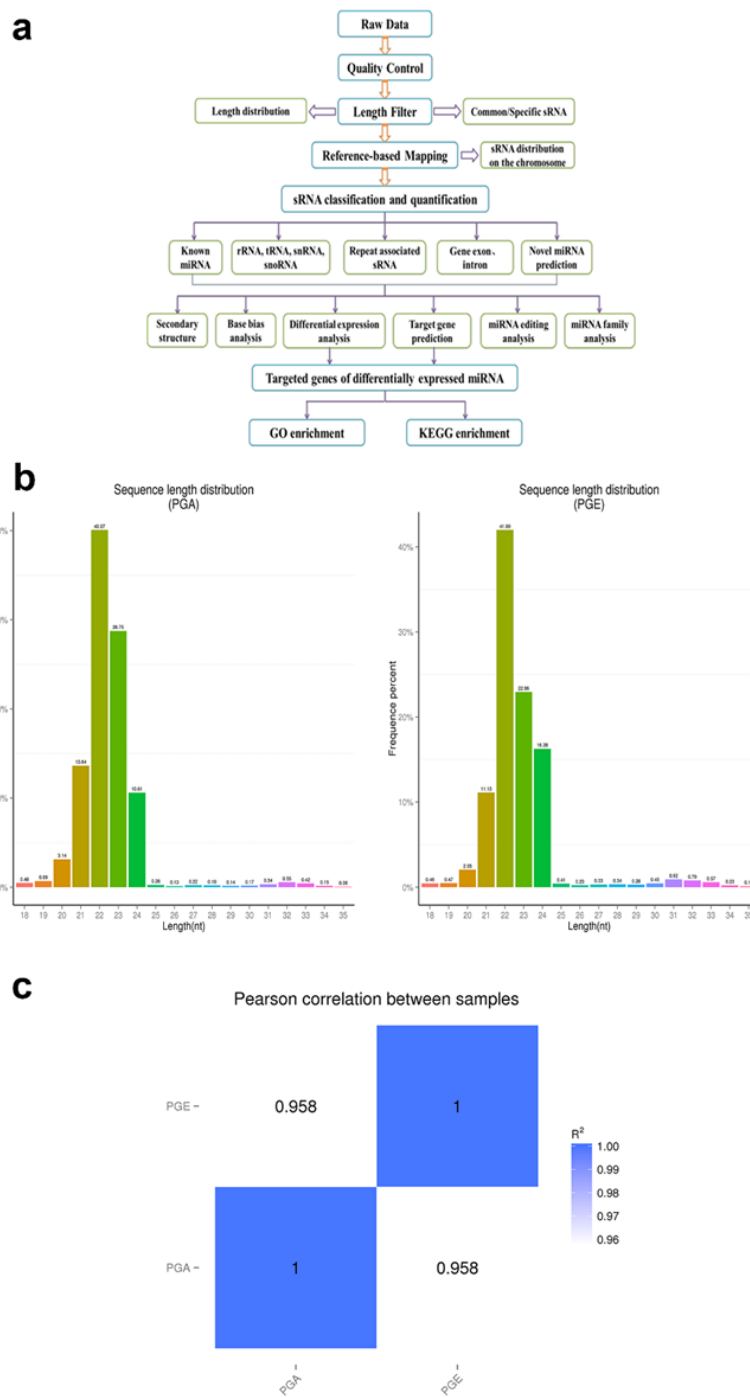 a
Raw Data
Quality Control
Length distribution
Length Filter
Common/Specific sRNA
Reference-based Mapping
sRNA distribution
on the chromosome
sRNA classification and quantification
Known
miRNA
rRNA, tRNA, snRNA,
snoRNA
Repeat associated
sRNA
Gene exon、
intron
Novel miRNA
prediction
Secondary
structure
Base bias
analysis
Differential expression
analysis
Target gene
prediction
miRNA editing
analysis
miRNA family
analysis
Targeted genes of differentially expressed miRNA
GO enrichment
KEGG enrichment
b
Sequence length distribution
(PGA)
18 19 20 21 22 23 24 25 26 27 28 29 30 31 32 33 34 35
Length(nt)
Sequence length distribution
(PGE)
Frequence percent
40%
30%
20%
10%
0%
18 19 20 21 22 23 24 25 26 27 28 29 30 31 32 33 34 35
Length(nt)
c
Pearson correlation between samples
PGE
0.958
1
PGA
1
0.958
PGA
PGE
R²
1.00
0.99
0.98
0.97
0.96